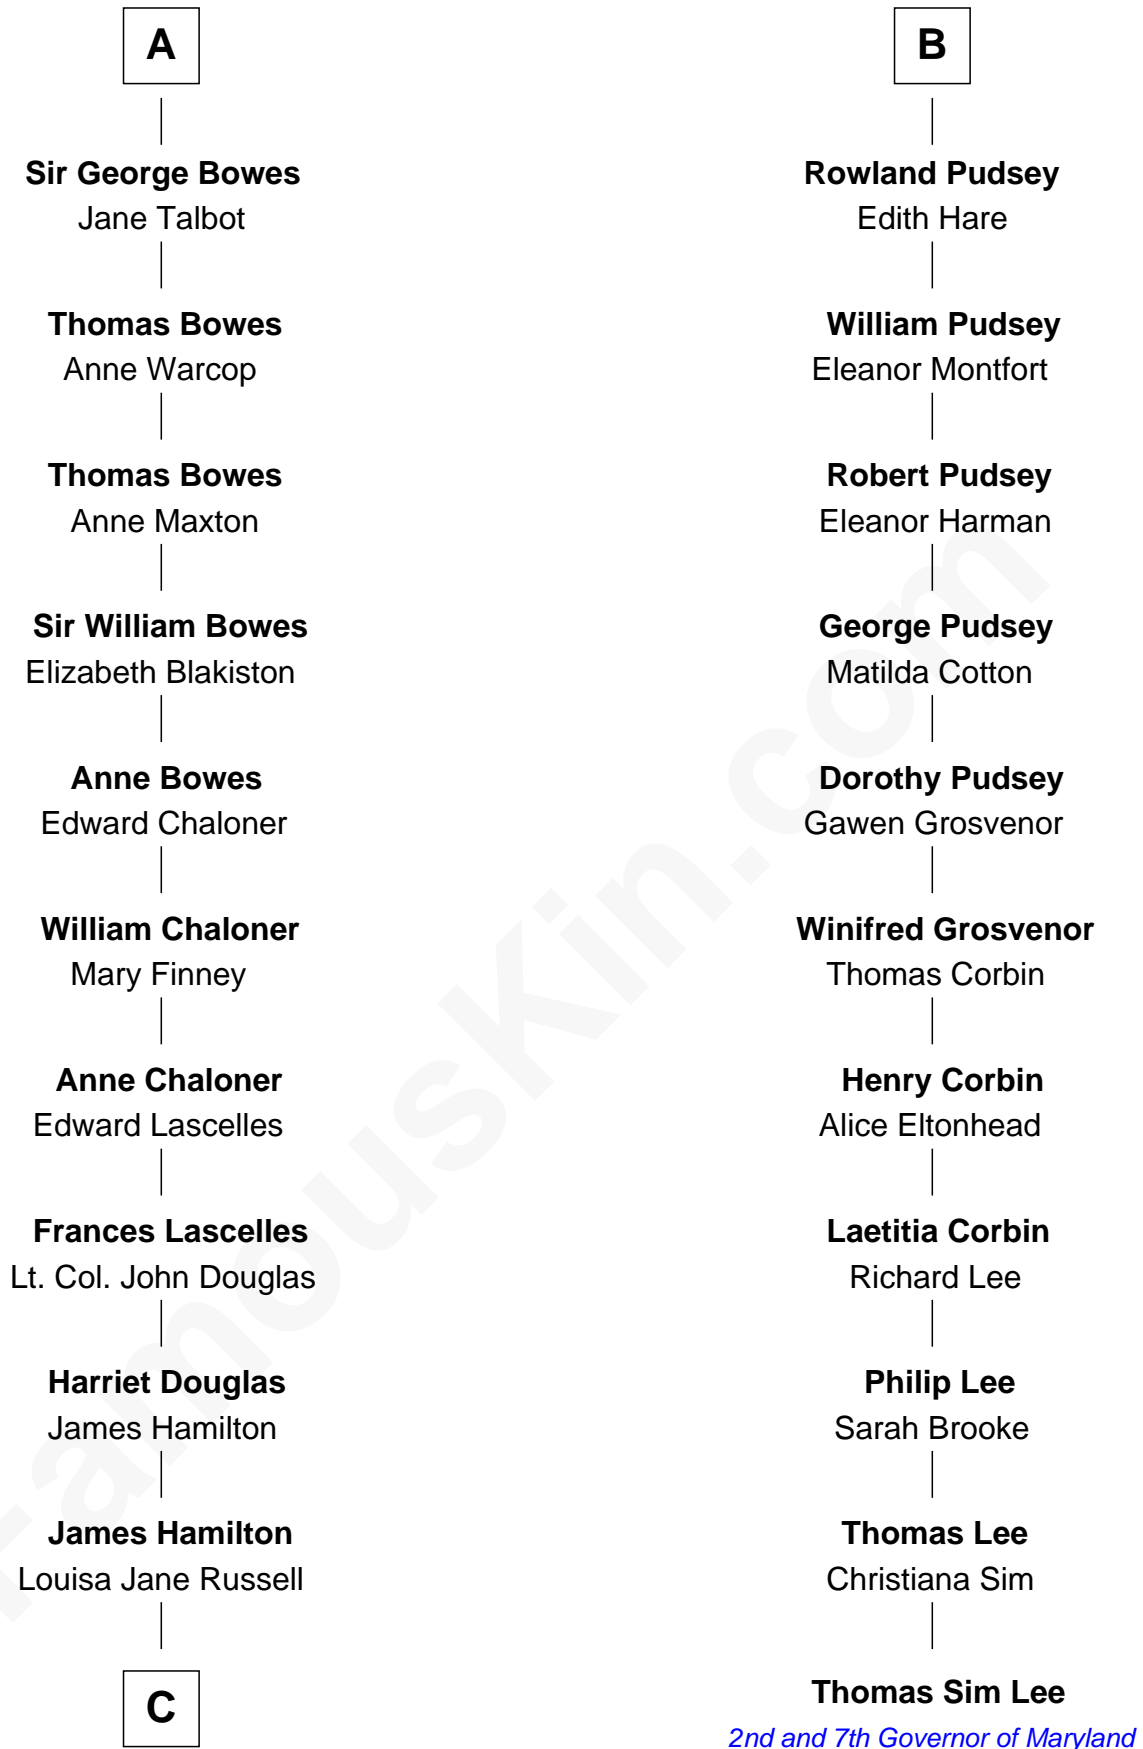 A
Sir George Bowes
Jane Talbot
Thomas Bowes
Anne Warcop
Thomas Bowes
Anne Maxton
Sir William Bowes
Elizabeth Blakiston
Anne Bowes
Edward Chaloner
William Chaloner
Mary Finney
Anne Chaloner
Edward Lascelles
Frances Lascelles
Lt. Col. John Douglas
Harriet Douglas
James Hamilton
James Hamilton
Louisa Jane Russell
C
B
Rowland Pudsey
Edith Hare
William Pudsey
Eleanor Montfort
Robert Pudsey
Eleanor Harman
George Pudsey
Matilda Cotton
Dorothy Pudsey
Gawen Grosvenor
Winifred Grosvenor
Thomas Corbin
Henry Corbin
Alice Eltonhead
Laetitia Corbin
Richard Lee
Philip Lee
Sarah Brooke
Thomas Lee
Christiana Sim
Thomas Sim Lee
2nd and 7th Governor of Maryland
FamousKin.com